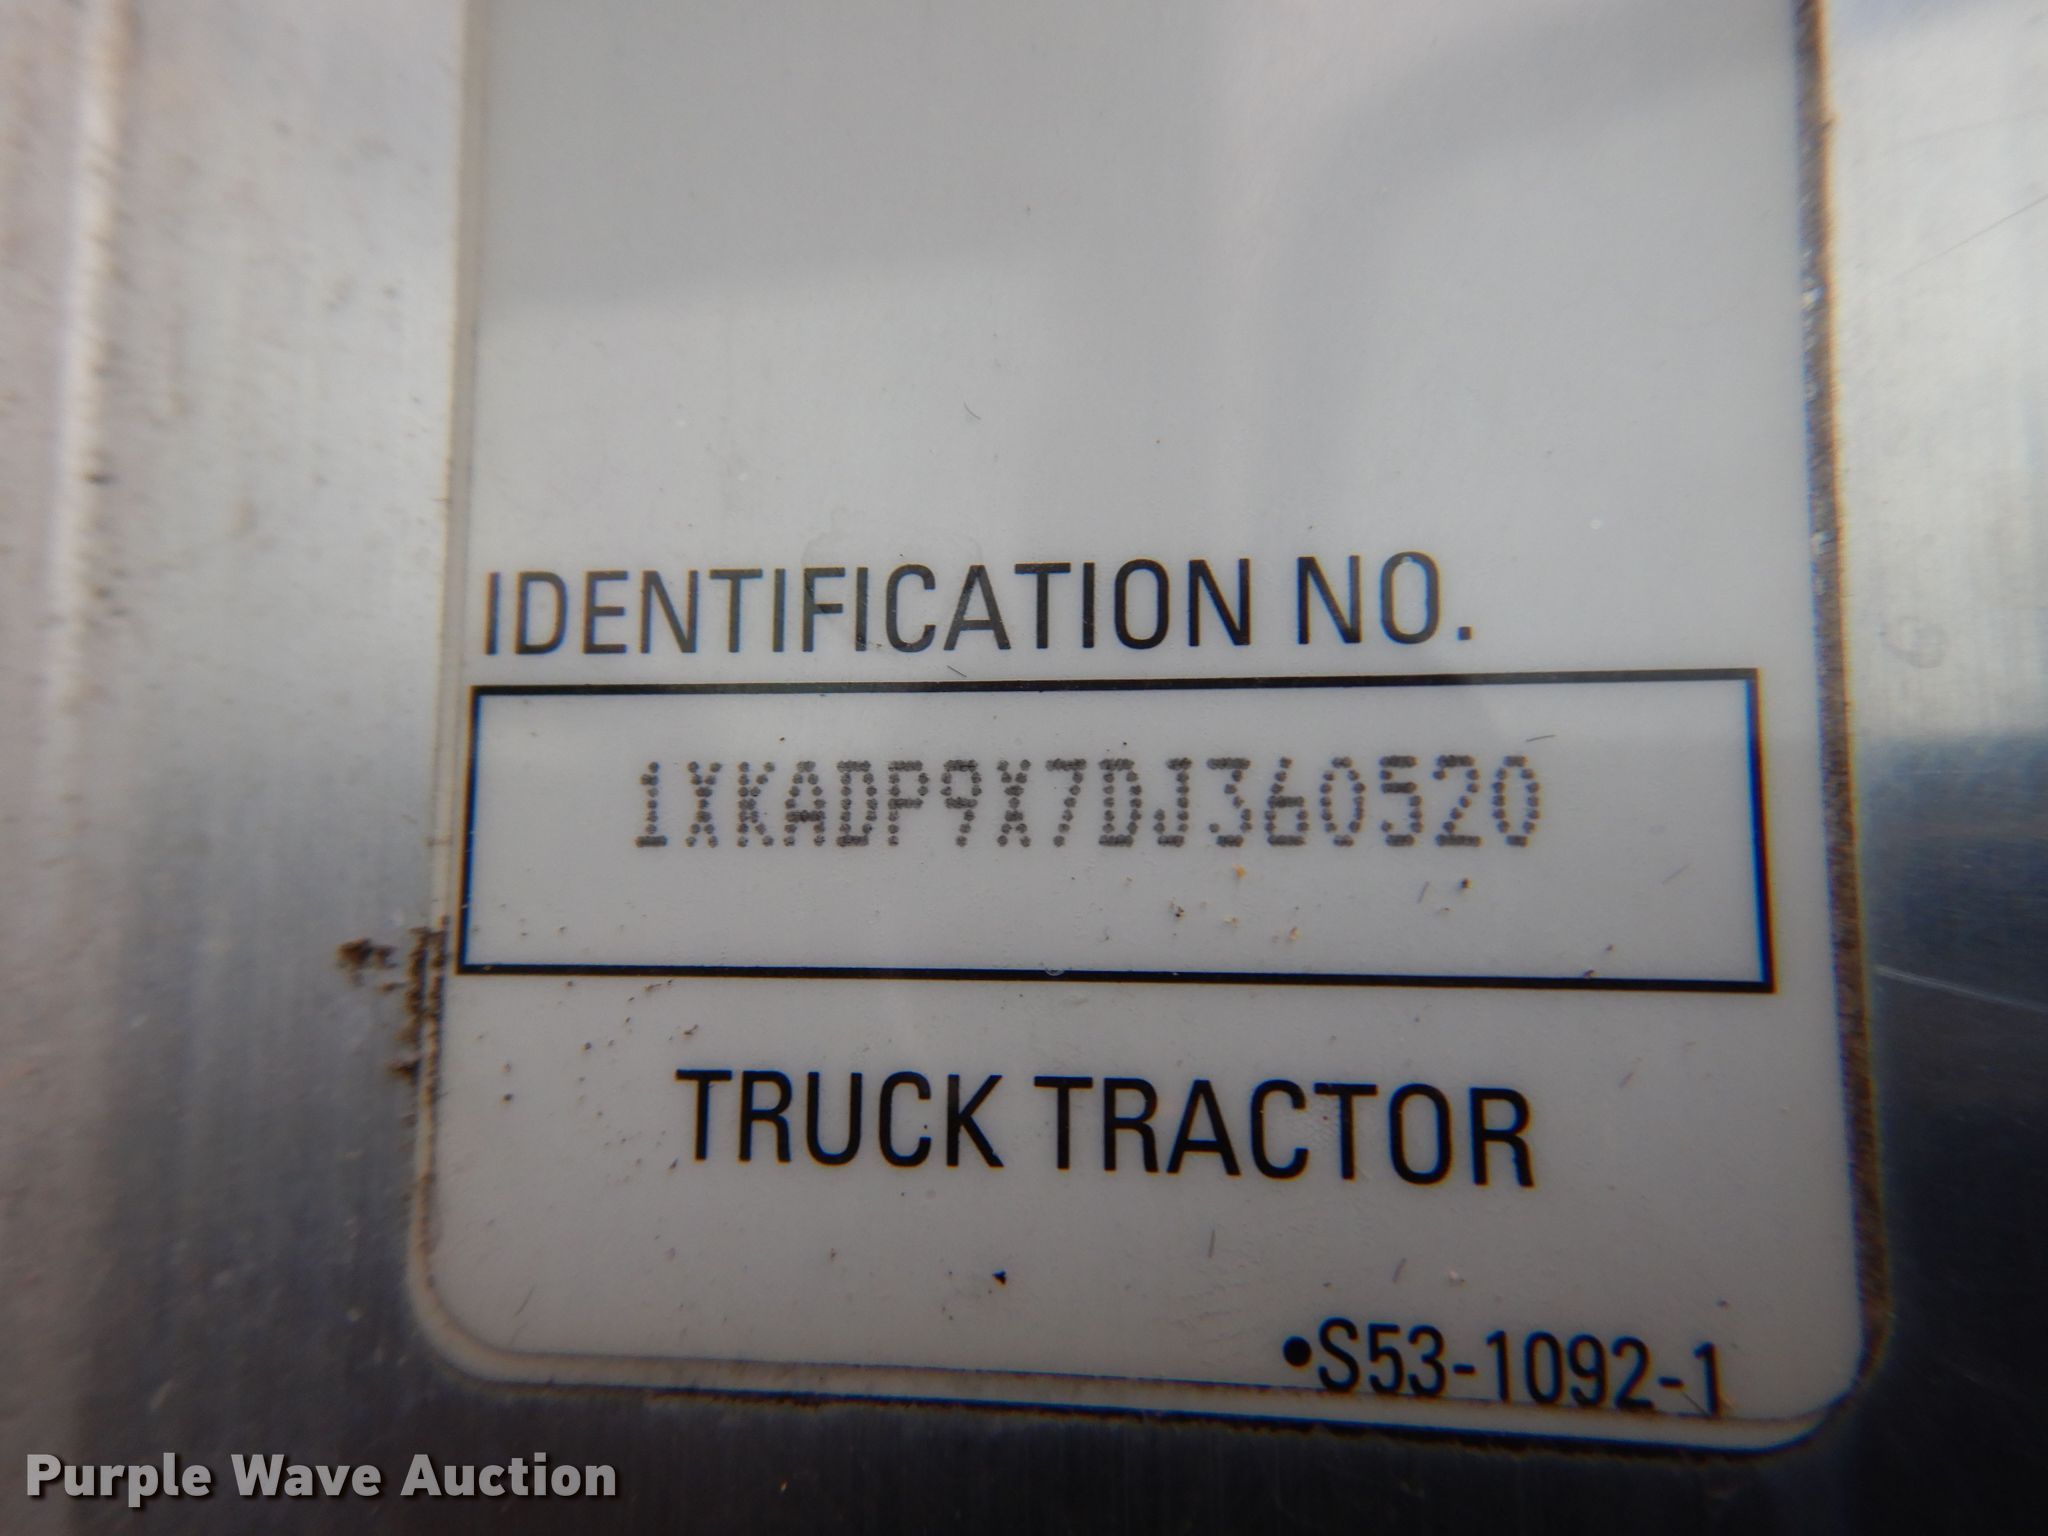 IDENTIFICATION NO.
1XKADP9X7DJ360520
TRUCK TRACTOR
•S53-1092-1
Purple Wave Auction